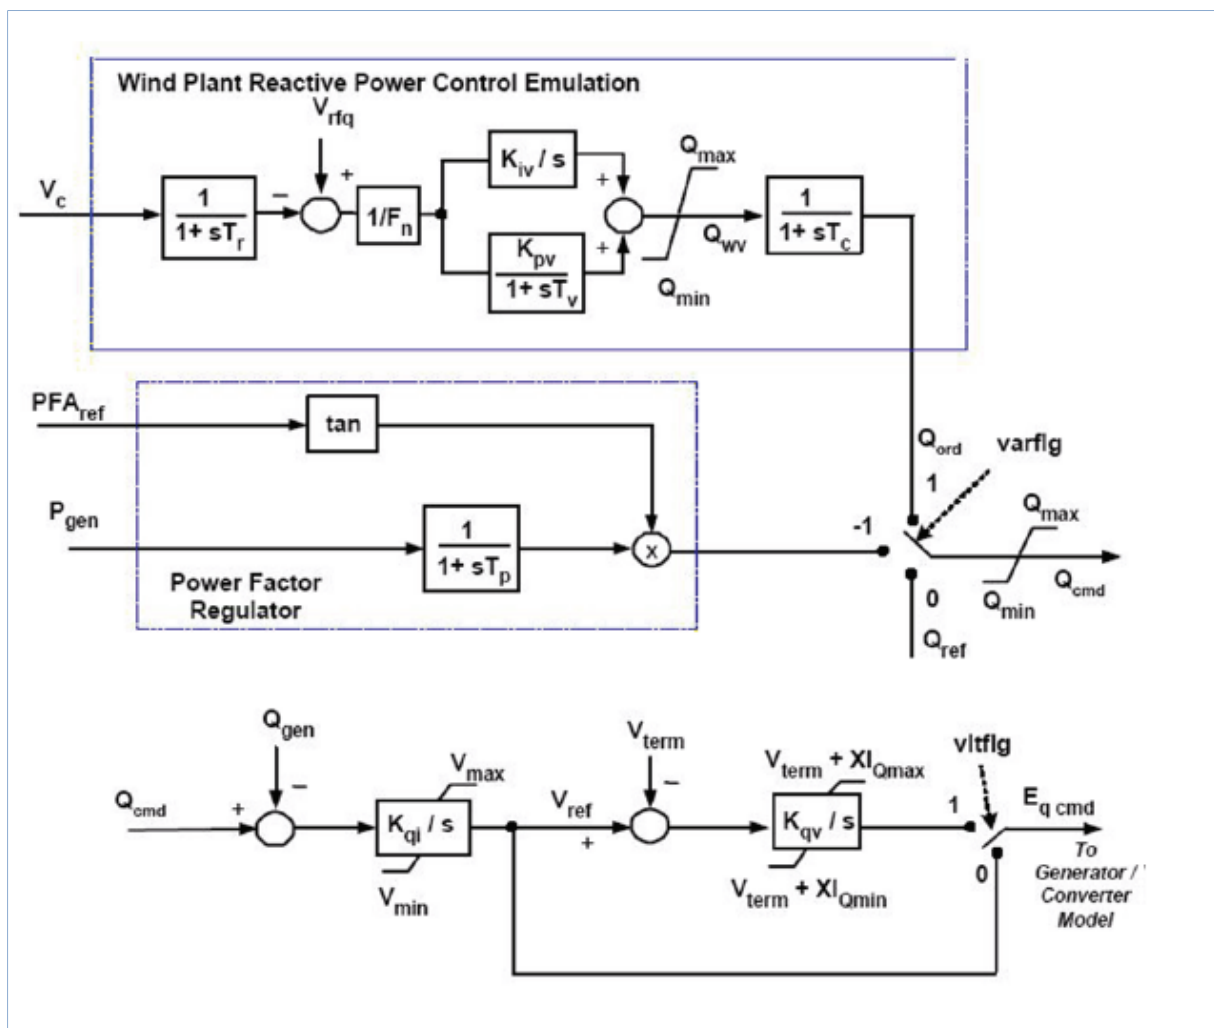 Wind Plant Reactive Power Control Emulation
Vrfq
Vc
1
1+ sTr
−
+
1/Fn
Kiv / s
Kpv
1+ sTv
+
+
Qmax
Qwv
Qmin
1
1+ sTc
PFAref
tan
Pgen
1
1+ sTp
x
Power Factor
Regulator
Qord
varflg
1
-1
0
Qref
Qmax
Qcmd
Qmin
Qgen
−
Qcmd
+
Vmax
Kqi / s
Vmin
Vterm
−
Vref
+
Vterm + XIQmax
Kqv / s
Vterm + XIQmin
vltflg
1
0
Eq cmd
To
Generator /
Converter
Model